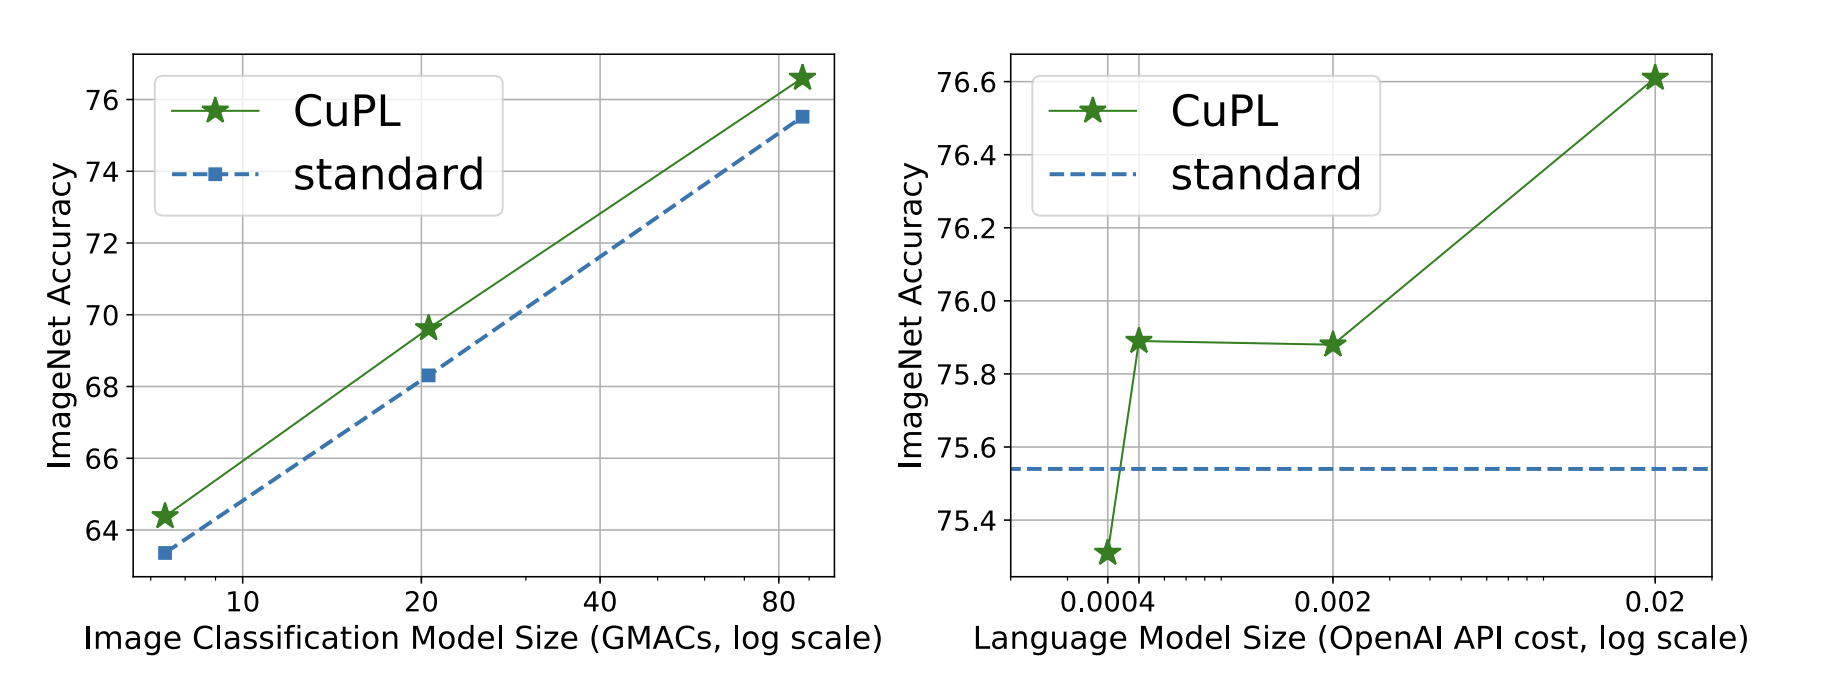 CuPL
standard
76
74
72
70
68
66
64
ImageNet Accuracy
10 20 40 80
Image Classification Model Size (GMACs, log scale)
CuPL
standard
76.6
76.4
76.2
76.0
75.8
75.6
75.4
ImageNet Accuracy
0.0004 0.002 0.02
Language Model Size (OpenAI API cost, log scale)